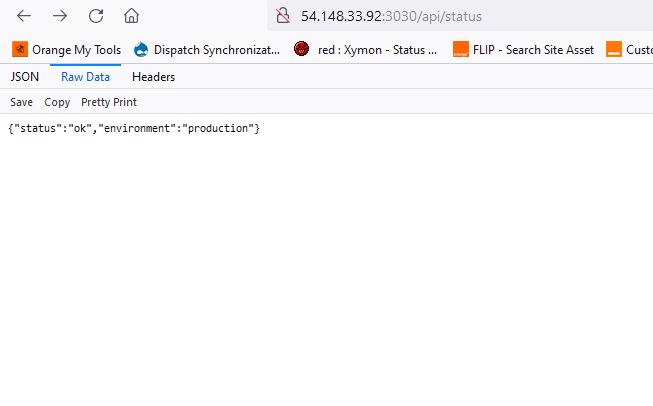 54.148.33.92:3030/api/status
Orange My Tools Dispatch Synchronizat... red : Xymon - Status ... FLIP - Search Site Asset Custo
JSON Raw Data Headers
Save Copy Pretty Print
{"status":"ok","environment":"production"}